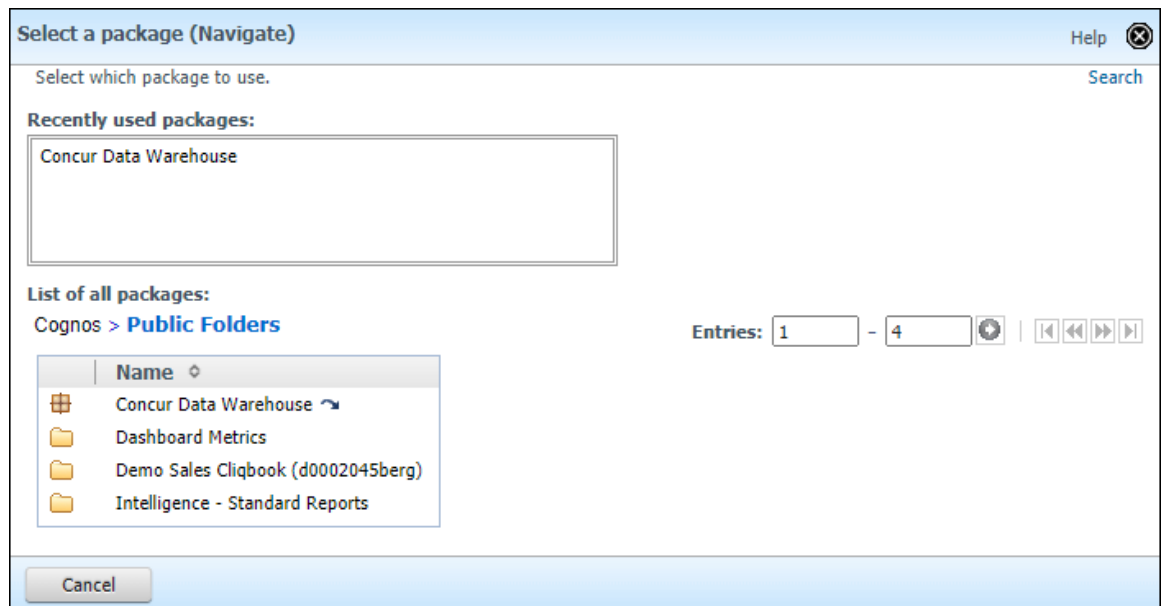 Select a package (Navigate)
Help
Select which package to use.
Search
Recently used packages:
Concur Data Warehouse
List of all packages:
Cognos > Public Folders
Entries: 1 - 4
Name
Concur Data Warehouse
Dashboard Metrics
Demo Sales Cliqbook (d0002045berg)
Intelligence - Standard Reports
Cancel